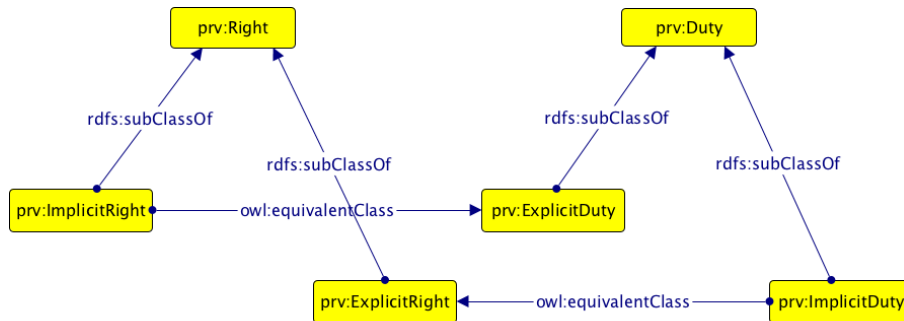 prv:Right
prv:Duty
rdfs:subClassOf
rdfs:subClassOf
rdfs:subClassOf
rdfs:subClassOf
prv:ImplicitRight
owl:equivalentClass
prv:ExplicitDuty
prv:ExplicitRight
owl:equivalentClass
prv:ImplicitDuty